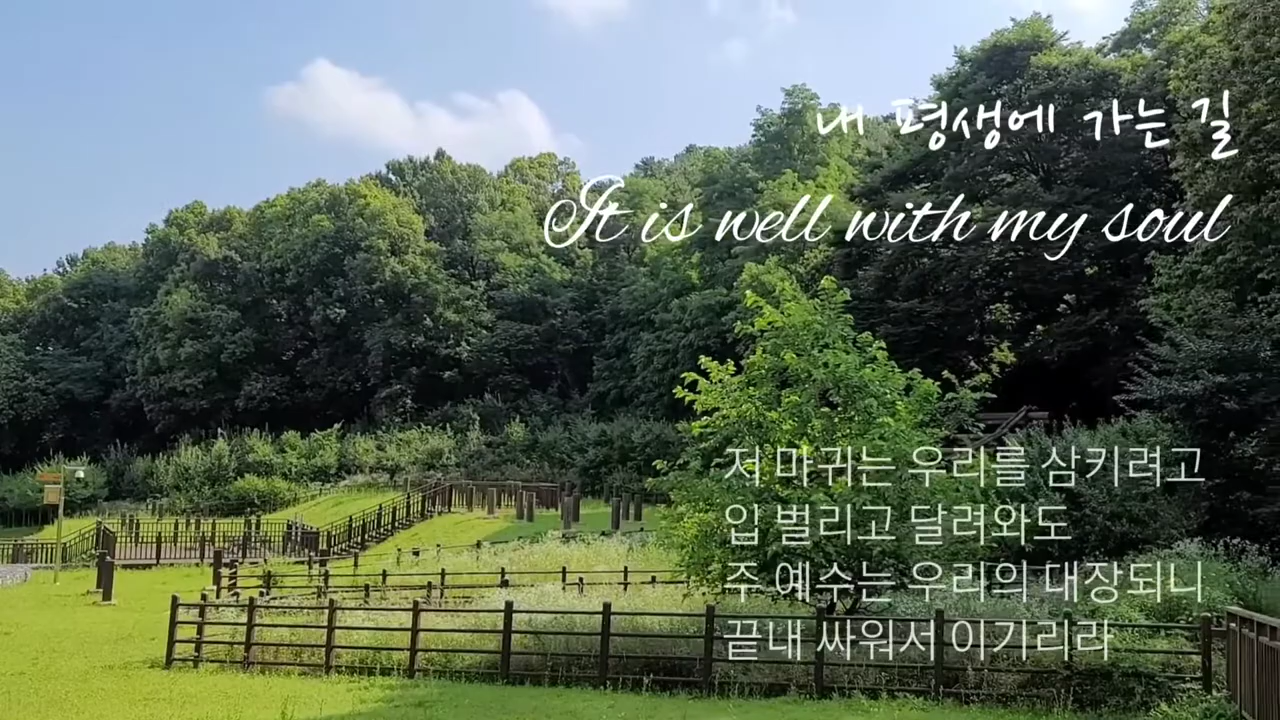 내 평생에 가는 길
It is well with my soul
저 마귀는 우리를 삼키려고
입 벌리고 달려와도
주 예수는 우리의 대장되니
끝내 싸워서 이기리라